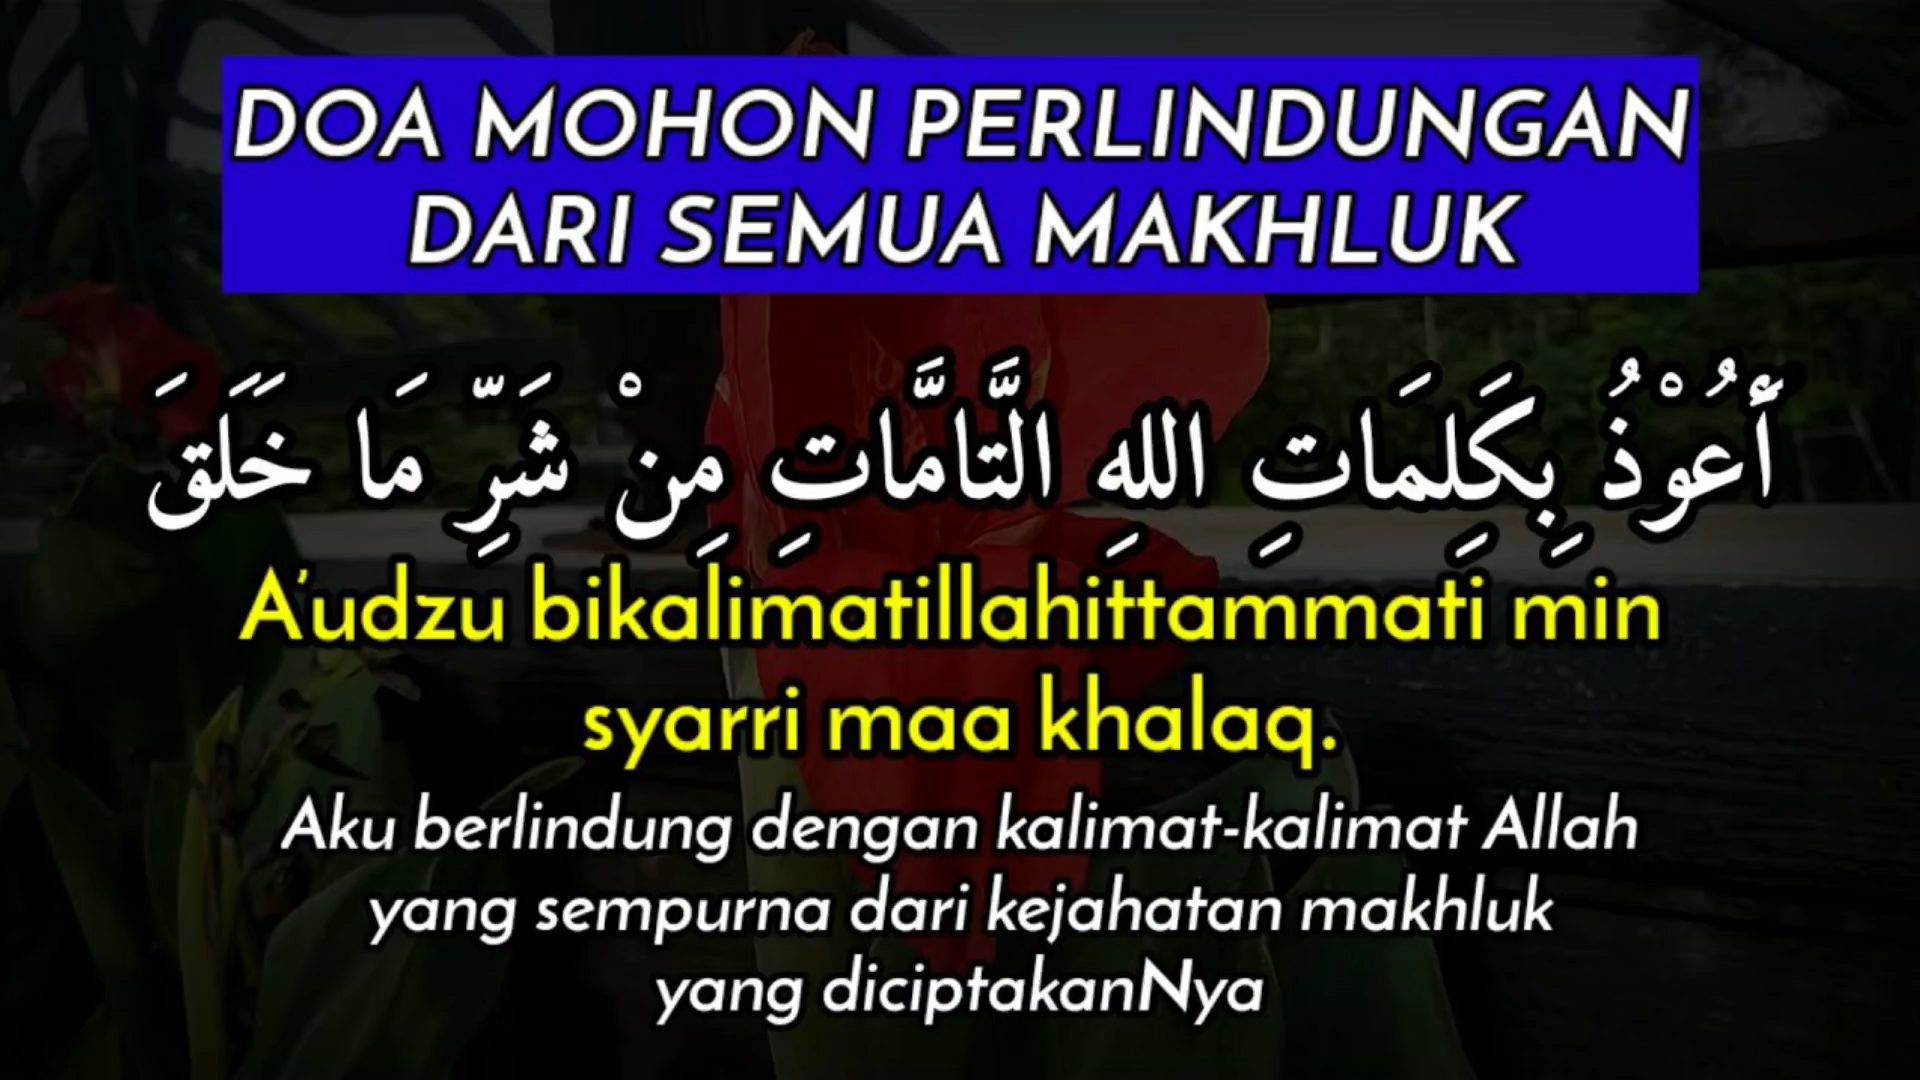 DOA MOHON PERLINDUNGAN
DARI SEMUA MAKHLUK
أَعُوْذُ بِكَلِمَاتِ اللهِ التَّامَّاتِ مِنْ شَرِّ مَا خَلَقَ
A'udzu bikalimatillahittammati min
syarri maa khalaq.
Aku berlindung dengan kalimat-kalimat Allah
yang sempurna dari kejahatan makhluk
yang diciptakanNya